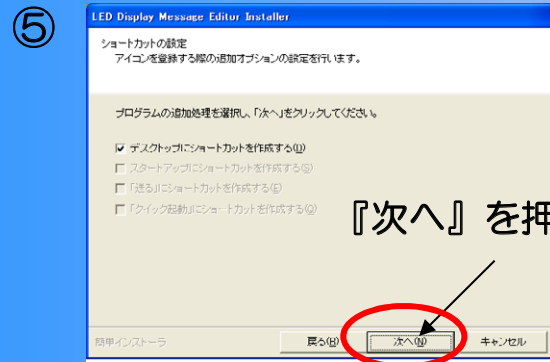 ⑤
LED Display Message Editor Installer
ショートカットの設定
アイコンを登録する際の追加オプションの設定を行います。
プログラムの追加処理を選択し、「次へ」をクリックしてください。
デスクトップにショートカットを作成する(D)
スタートアップにショートカットを作成する(S)
「送る」にショートカットを作成する(E)
「クイック起動」にショートカットを作成する(Q)
『次へ』を押
簡単インストーラ
戻る(B)
次へ(N)
キャンセル